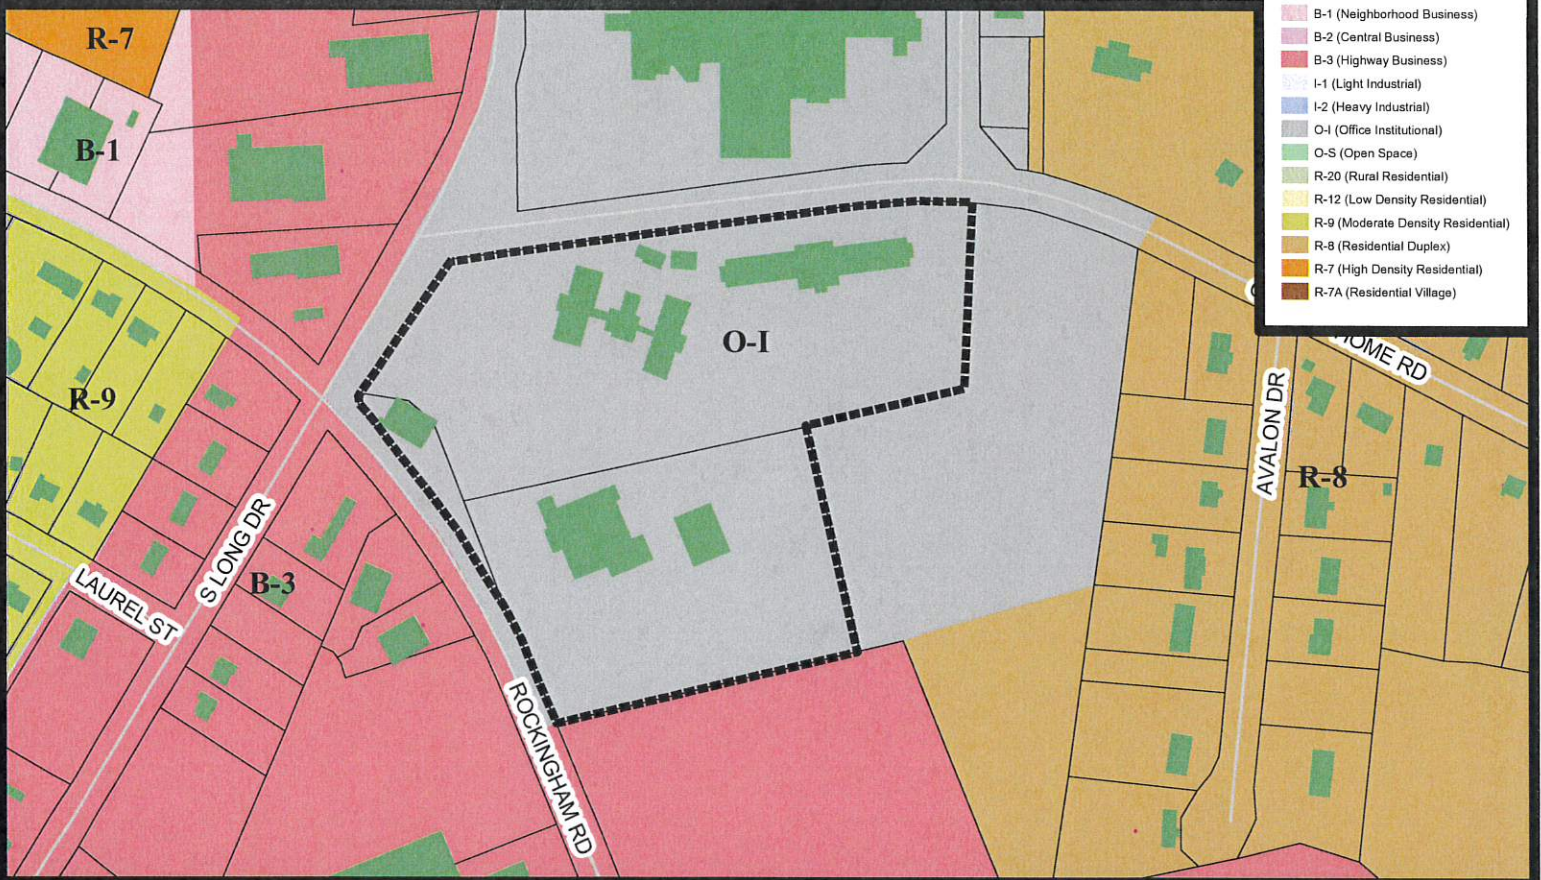 R-7
B-1
R-9
B-3
O-I
R-8
LAUREL ST
S LONG DR
ROCKINGHAM RD
AVALON DR
HOME RD
B-1 (Neighborhood Business)
B-2 (Central Business)
B-3 (Highway Business)
I-1 (Light Industrial)
I-2 (Heavy Industrial)
O-I (Office Institutional)
O-S (Open Space)
R-20 (Rural Residential)
R-12 (Low Density Residential)
R-9 (Moderate Density Residential)
R-8 (Residential Duplex)
R-7 (High Density Residential)
R-7A (Residential Village)